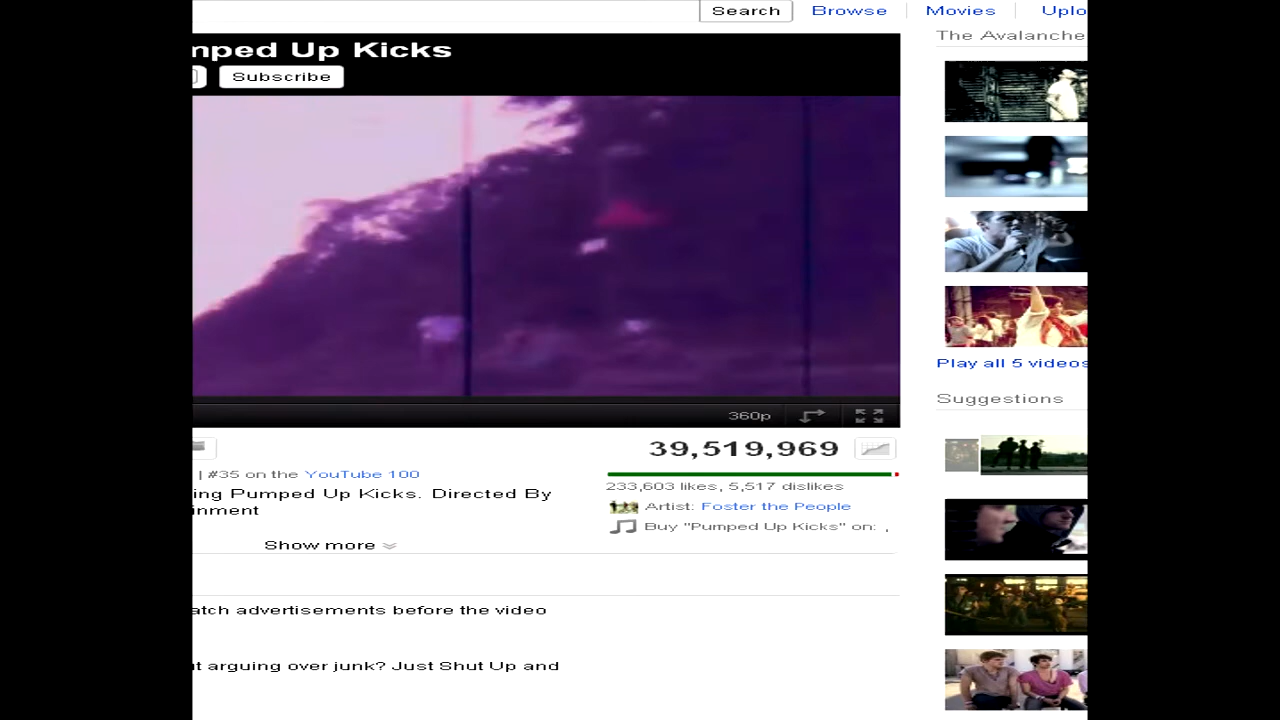 Search Browse Movies Uplo
mped Up Kicks
Subscribe
The Avalanche
Play all 5 videos
Suggestions
360p
39,519,969
| #35 on the YouTube 100
233,603 likes, 5,517 dislikes
ing Pumped Up Kicks. Directed By
inment
Artist: Foster the People
Buy "Pumped Up Kicks" on:
Show more
atch advertisements before the video
t arguing over junk? Just Shut Up and